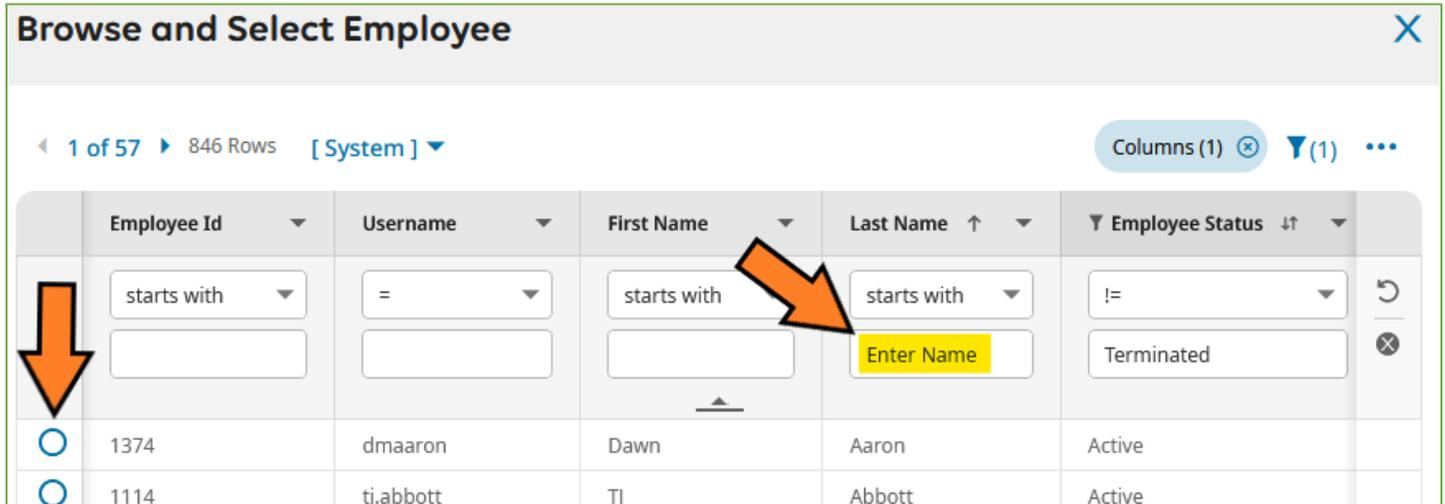 Browse and Select Employee X
1 of 57 846 Rows [ System ] Columns (1) (1) •••
Employee Id Username First Name Last Name ↑ Employee Status ↓↑
starts with = starts with starts with !=
Enter Name Terminated
1374 dmaaron Dawn Aaron Active
1114 tj.abbott TJ Abbott Active